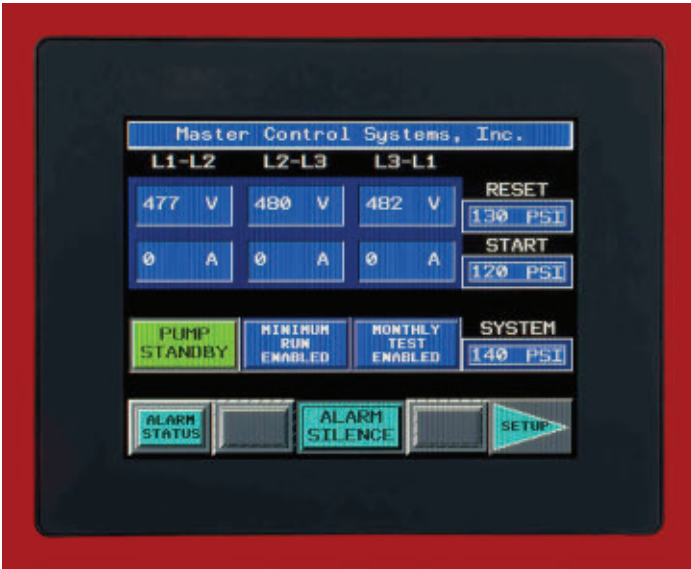 Master Control Systems, Inc.
L1-L2 L2-L3 L3-L1
RESET
477 V 480 V 482 V
130 PSI
START
0 A 0 A 0 A
120 PSI
PUMP
STANDBY
MINIMUM
RUN
ENABLED
MONTHLY
TEST
ENABLED
SYSTEM
140 PSI
ALARM
STATUS
ALARM
SILENCE
SETUP